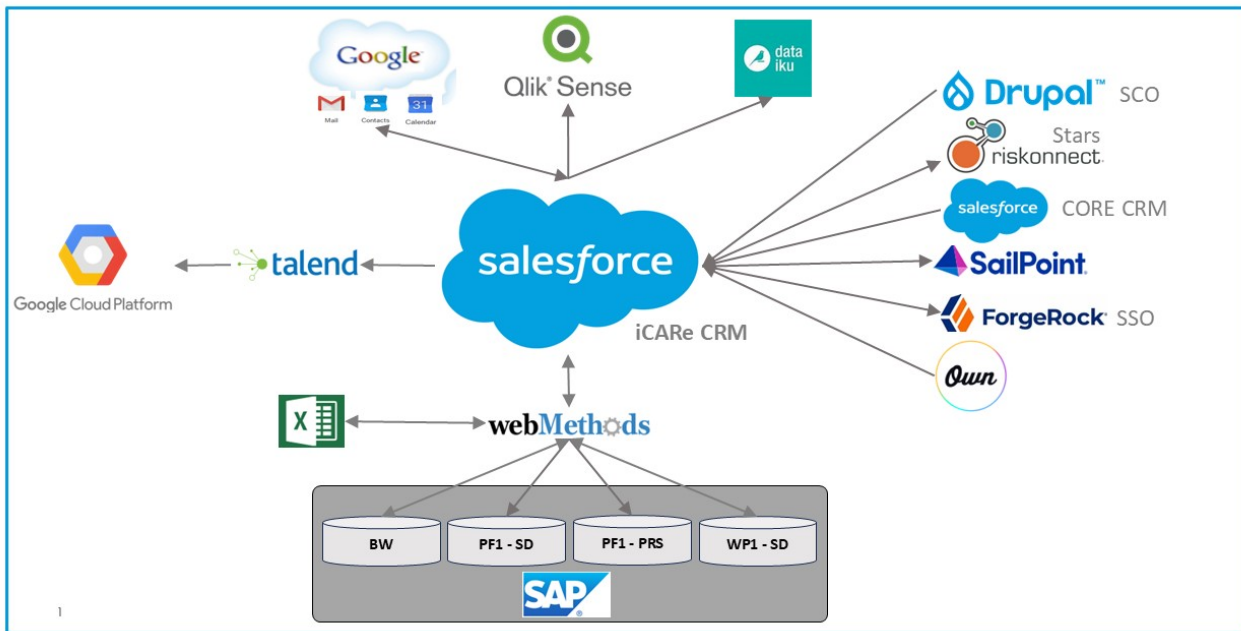 Google
Mail
Contacts
31
Calendar
Qlik® Sense
data
iku
Drupal™ SCO
Stars
riskonnect.
salesforce CORE CRM
SailPoint.
ForgeRock® SSO
Own
Google Cloud Platform
talend
salesforce
iCARe CRM
X
webMethods
BW
PF1 - SD
PF1 - PRS
WP1 - SD
SAP®
1